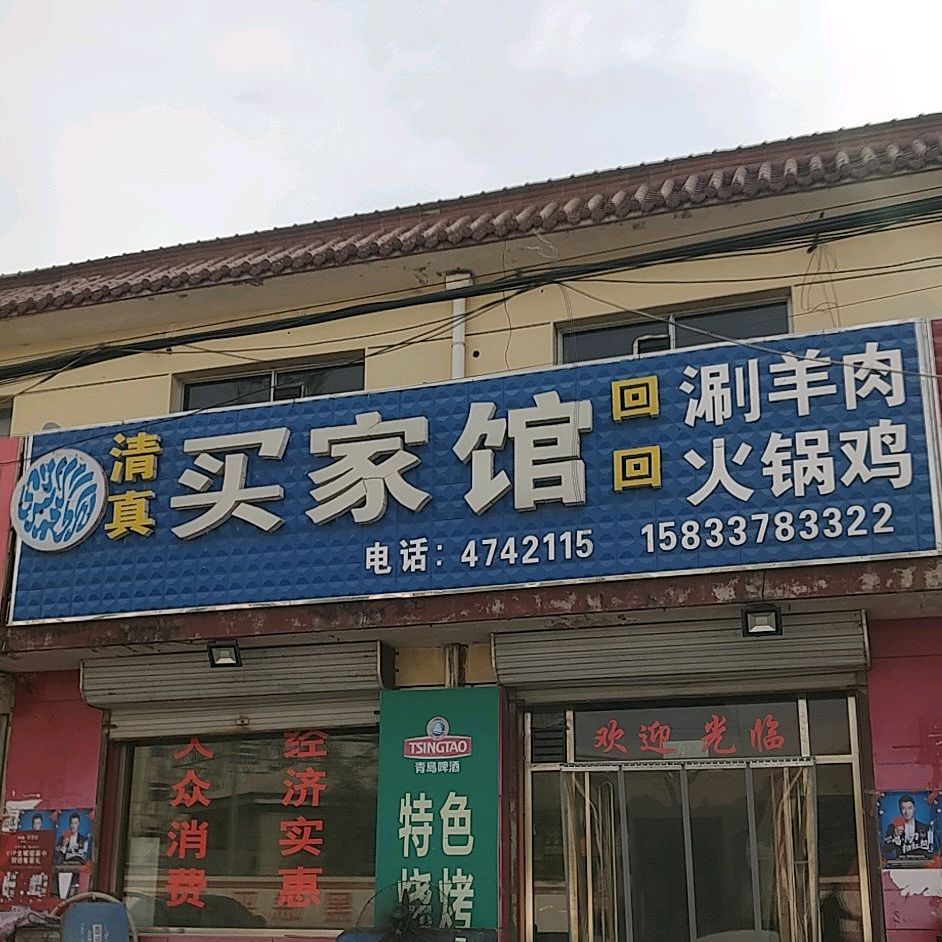 清真
买家馆
回 涮羊肉
回 火锅鸡
电话：4742115 15833783322
大众消费
经济实惠
TSINGTAO
青岛啤酒
特色
烧烤
欢迎光临